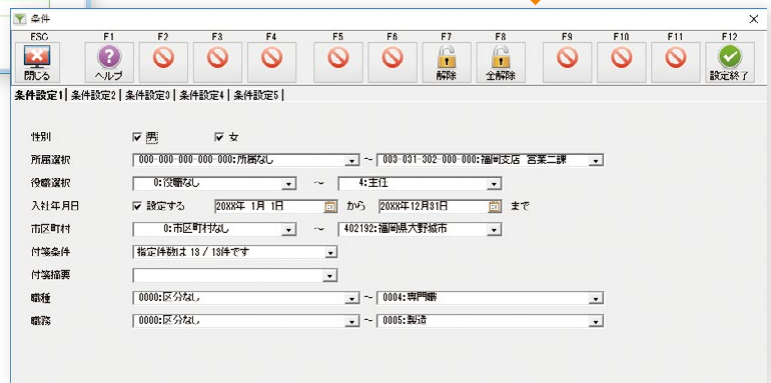 条件
ESC F1 F2 F3 F4 F5 F6 F7 F8 F9 F10 F11 F12
閉じる ヘルプ 解除 全解除 設定終了
条件設定1 条件設定2 条件設定3 条件設定4 条件設定5
性別 男 女
所属選択 000-000-000-000-000:所属なし ~ 003-031-302-000-000:福岡支店 営業二課
役職選択 0:役職なし ~ 4:主任
入社年月日 設定する 20XX年 1月 1日 から 20XX年12月31日 まで
市区町村 0:市区町村なし ~ 402192:福岡県大野城市
付箋条件 指定件数は 13 / 13件です
付箋摘要
職種 0000:区分なし ~ 0004:専門職
職務 0000:区分なし ~ 0005:製造